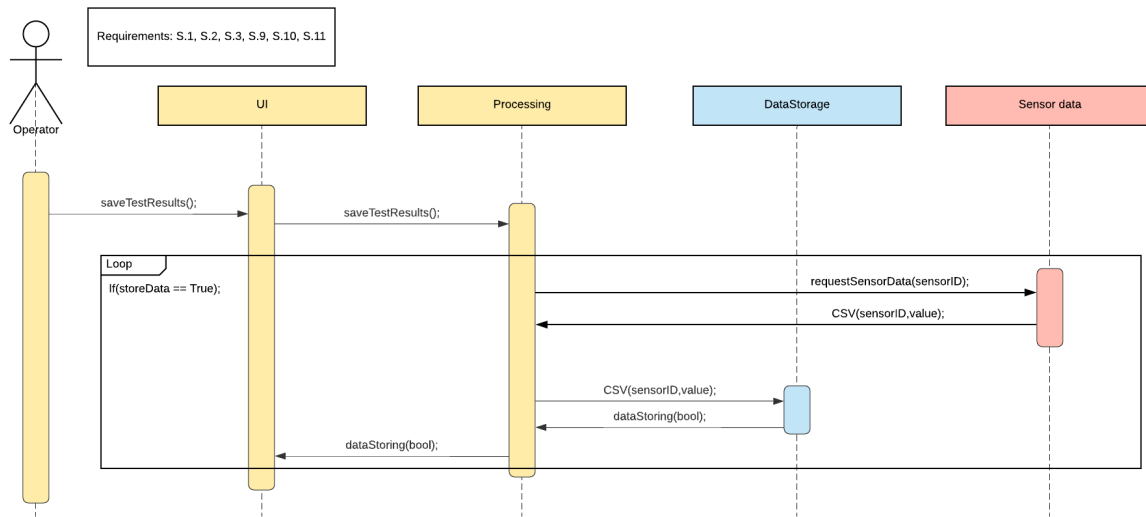 Requirements: S.1, S.2, S.3, S.9, S.10, S.11
Operator
UI
Processing
DataStorage
Sensor data
saveTestResults();
saveTestResults();
Loop
If(storeData == True);
requestSensorData(sensorID);
CSV(sensorID,value);
CSV(sensorID,value);
dataStoring(bool);
dataStoring(bool);